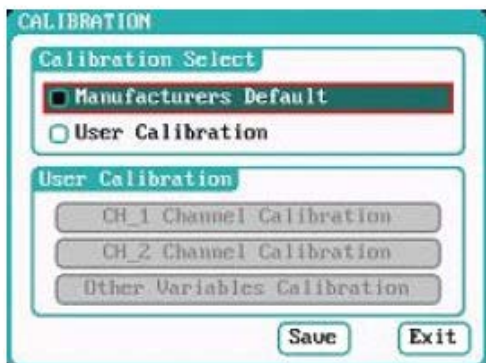 CALIBRATION
Calibration Select
Manufacturers Default
User Calibration
User Calibration
CH_1 Channel Calibration
CH_2 Channel Calibration
Other Variables Calibration
Save Exit